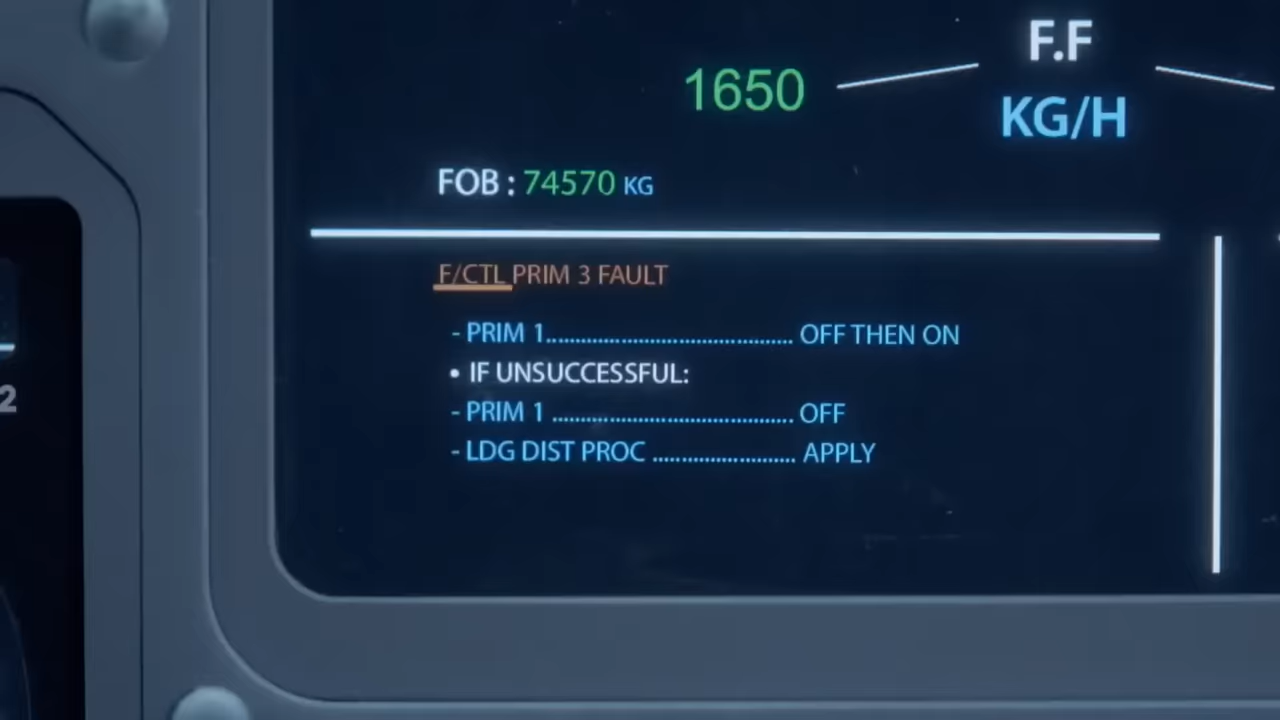 F.F
1650
KG/H
FOB : 74570 KG
F/CTL PRIM 3 FAULT
- PRIM 1.................................... OFF THEN ON
• IF UNSUCCESSFUL:
- PRIM 1 ................................... OFF
- LDG DIST PROC ..................... APPLY
2